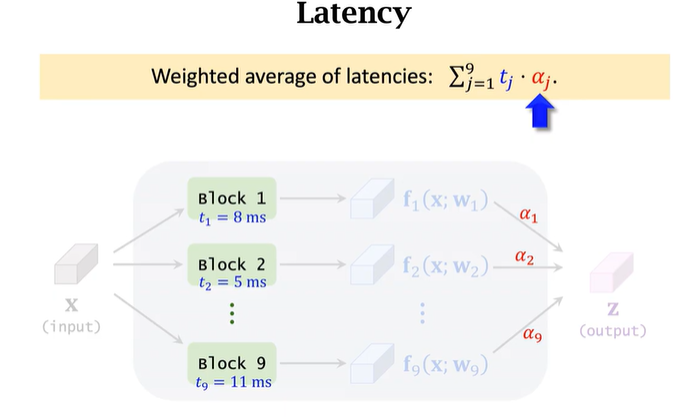 Latency
Weighted average of latencies: ∑⁹ⱼ₌₁ tⱼ · αⱼ.
Block 1
t₁ = 8 ms
f₁(x; w₁)
α₁
Block 2
t₂ = 5 ms
f₂(x; w₂)
α₂
x
(input)
z
(output)
⋮ ⋮
Block 9
t₉ = 11 ms
f₉(x; w₉)
α₉